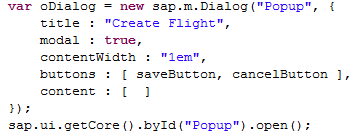 var oDialog = new sap.m.Dialog("Popup", {
title : "Create Flight",
modal : true,
contentWidth : "1em",
buttons : [ saveButton, cancelButton ],
content : [  ]
});
sap.ui.getCore().byId("Popup").open();